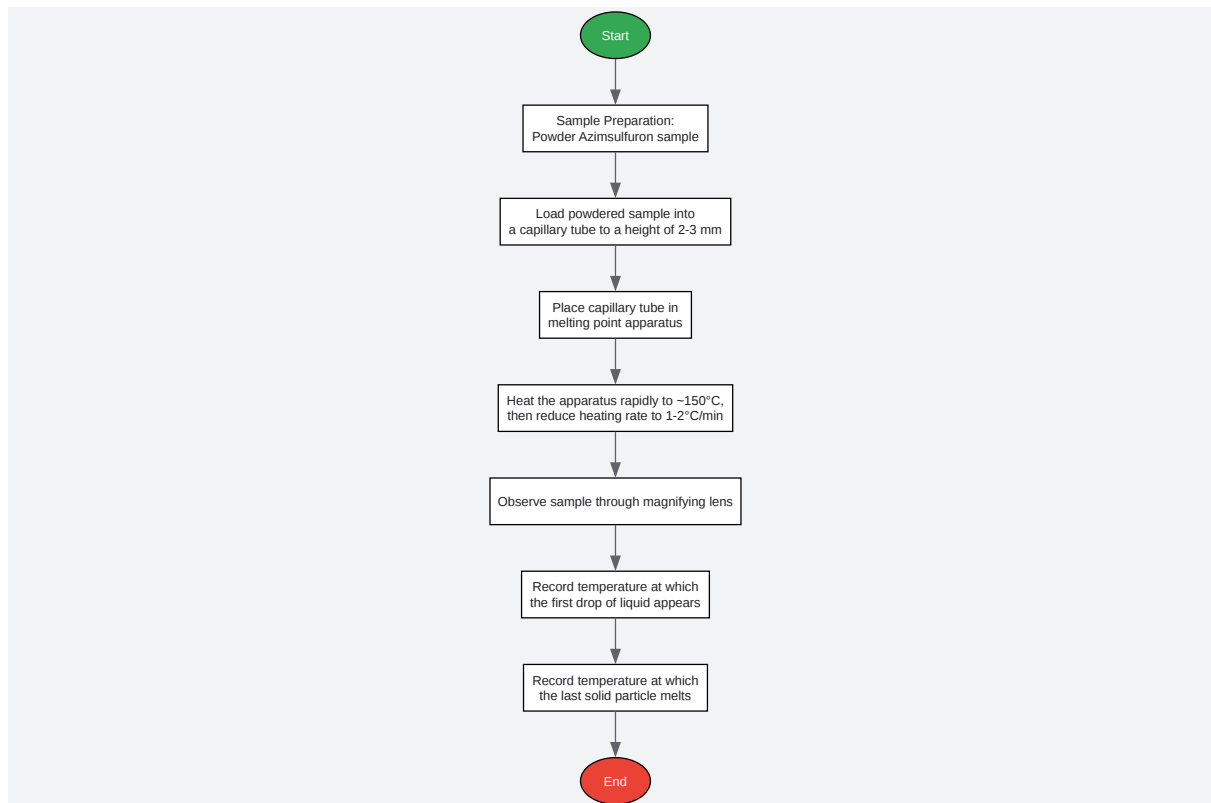 Start
Sample Preparation:
Powder Azimsulfuron sample
Load powdered sample into
a capillary tube to a height of 2-3 mm
Place capillary tube in
melting point apparatus
Heat the apparatus rapidly to ~150°C,
then reduce heating rate to 1-2°C/min
Observe sample through magnifying lens
Record temperature at which
the first drop of liquid appears
Record temperature at which
the last solid particle melts
End